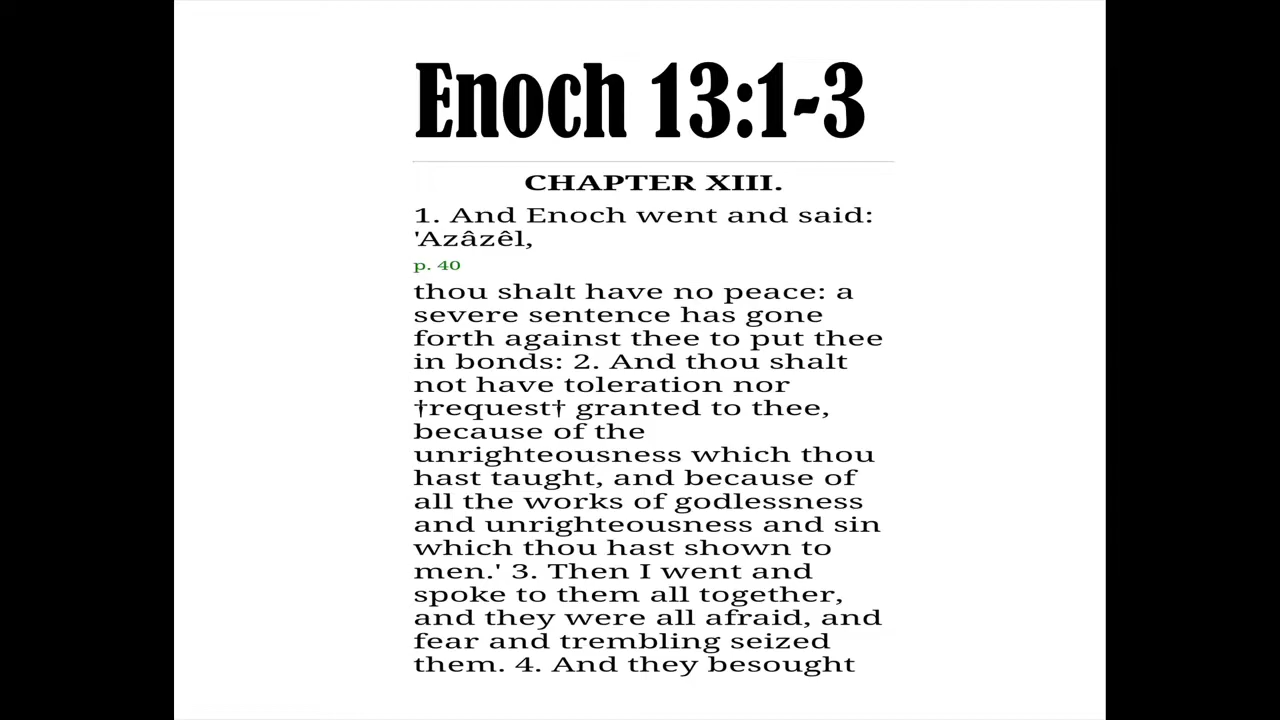 Enoch 13:1-3
CHAPTER XIII.
1. And Enoch went and said:
'Azâzêl,
p. 40
thou shalt have no peace: a
severe sentence has gone
forth against thee to put thee
in bonds: 2. And thou shalt
not have toleration nor
†request† granted to thee,
because of the
unrighteousness which thou
hast taught, and because of
all the works of godlessness
and unrighteousness and sin
which thou hast shown to
men.' 3. Then I went and
spoke to them all together,
and they were all afraid, and
fear and trembling seized
them. 4. And they besought